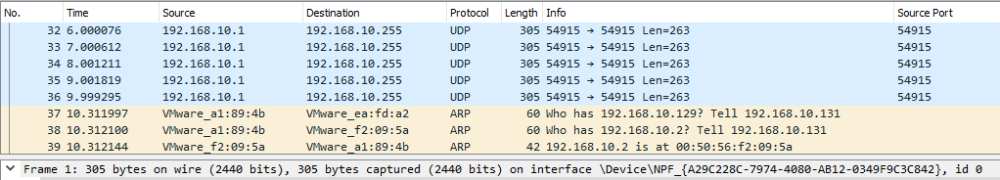 No. Time Source Destination Protocol Length Info Source Port
32 6.000076 192.168.10.1 192.168.10.255 UDP 305 54915 → 54915 Len=263 54915
33 7.000612 192.168.10.1 192.168.10.255 UDP 305 54915 → 54915 Len=263 54915
34 8.001211 192.168.10.1 192.168.10.255 UDP 305 54915 → 54915 Len=263 54915
35 9.001819 192.168.10.1 192.168.10.255 UDP 305 54915 → 54915 Len=263 54915
36 9.999295 192.168.10.1 192.168.10.255 UDP 305 54915 → 54915 Len=263 54915
37 10.311997 VMware_a1:89:4b VMware_ea:fd:a2 ARP 60 Who has 192.168.10.129? Tell 192.168.10.131
38 10.312100 VMware_a1:89:4b VMware_f2:09:5a ARP 60 Who has 192.168.10.2? Tell 192.168.10.131
39 10.312144 VMware_f2:09:5a VMware_a1:89:4b ARP 42 192.168.10.2 is at 00:50:56:f2:09:5a
Frame 1: 305 bytes on wire (2440 bits), 305 bytes captured (2440 bits) on interface \Device\NPF_{A29C228C-7974-4080-AB12-0349F9C3C842}, id 0